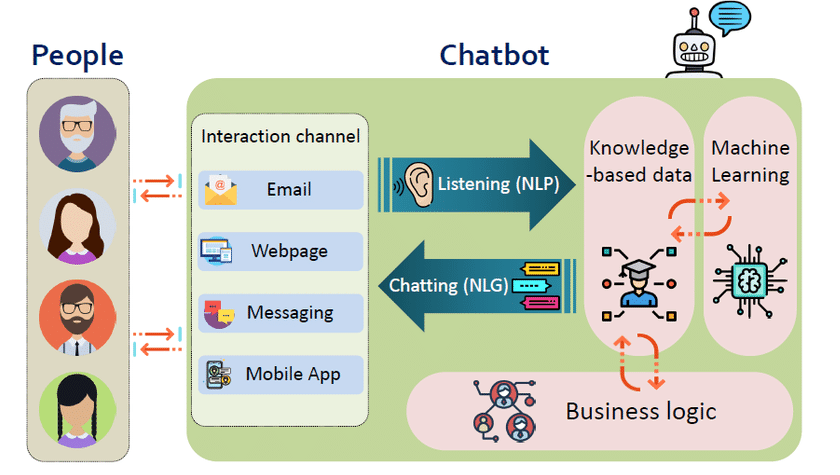 People
Chatbot
Interaction channel
Email
Webpage
Messaging
Mobile App
Listening (NLP)
Chatting (NLG)
Knowledge
-based data
Machine
Learning
Business logic